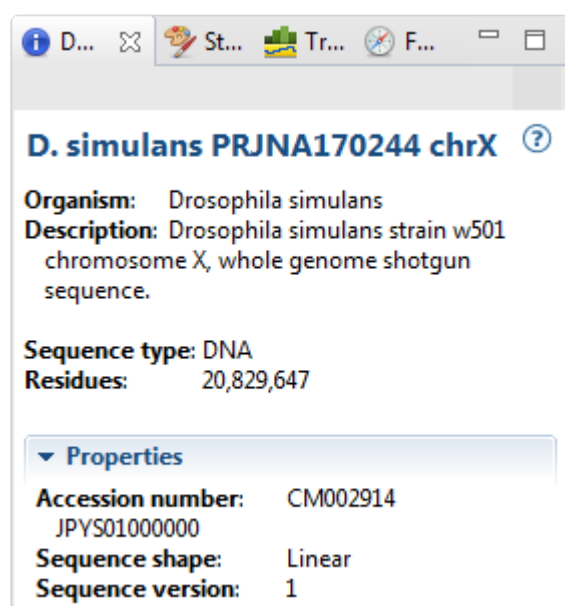 D... St... Tr... F...
D. simulans PRJNA170244 chrX
Organism: Drosophila simulans
Description: Drosophila simulans strain w501
chromosome X, whole genome shotgun
sequence.
Sequence type: DNA
Residues: 20,829,647
Properties
Accession number: CM002914
JPYS01000000
Sequence shape: Linear
Sequence version: 1